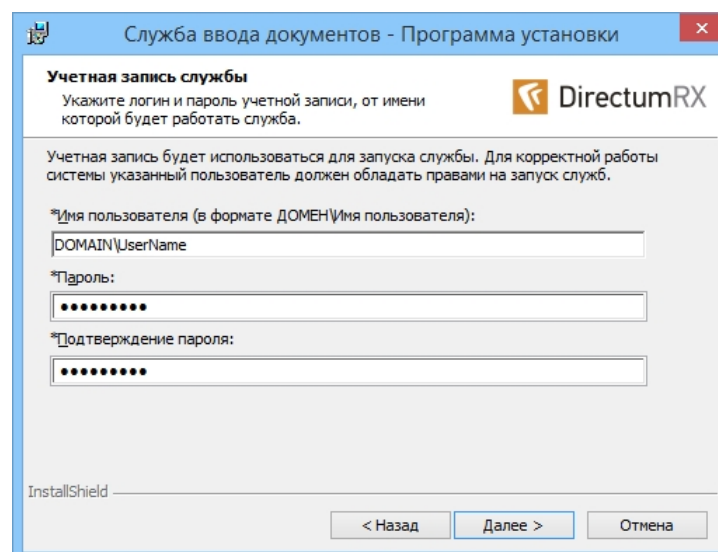 Служба ввода документов - Программа установки
Учетная запись службы
Укажите логин и пароль учетной записи, от имени
которой будет работать служба.
DirectumRX
Учетная запись будет использоваться для запуска службы. Для корректной работы
системы указанный пользователь должен обладать правами на запуск служб.
*Имя пользователя (в формате ДОМЕН\Имя пользователя):
DOMAIN\UserName
*Пароль:
●●●●●●●●●
*Подтверждение пароля:
●●●●●●●●●
InstallShield
< Назад
Далее >
Отмена